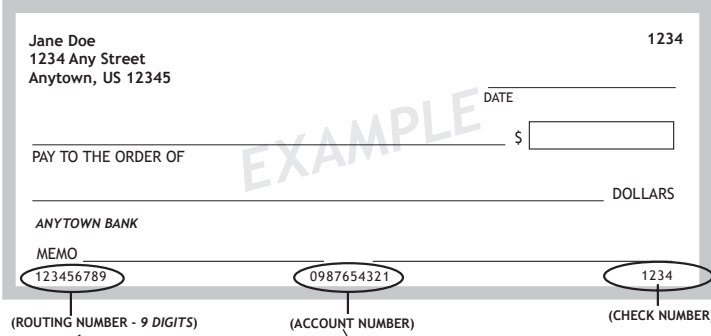 Jane Doe
1234
1234 Any Street
Anytown, US 12345
DATE
EXAMPLE
$
PAY TO THE ORDER OF
DOLLARS
ANYTOWN BANK
MEMO
123456789
0987654321
1234
(ROUTING NUMBER - 9 DIGITS)
(ACCOUNT NUMBER)
(CHECK NUMBER)